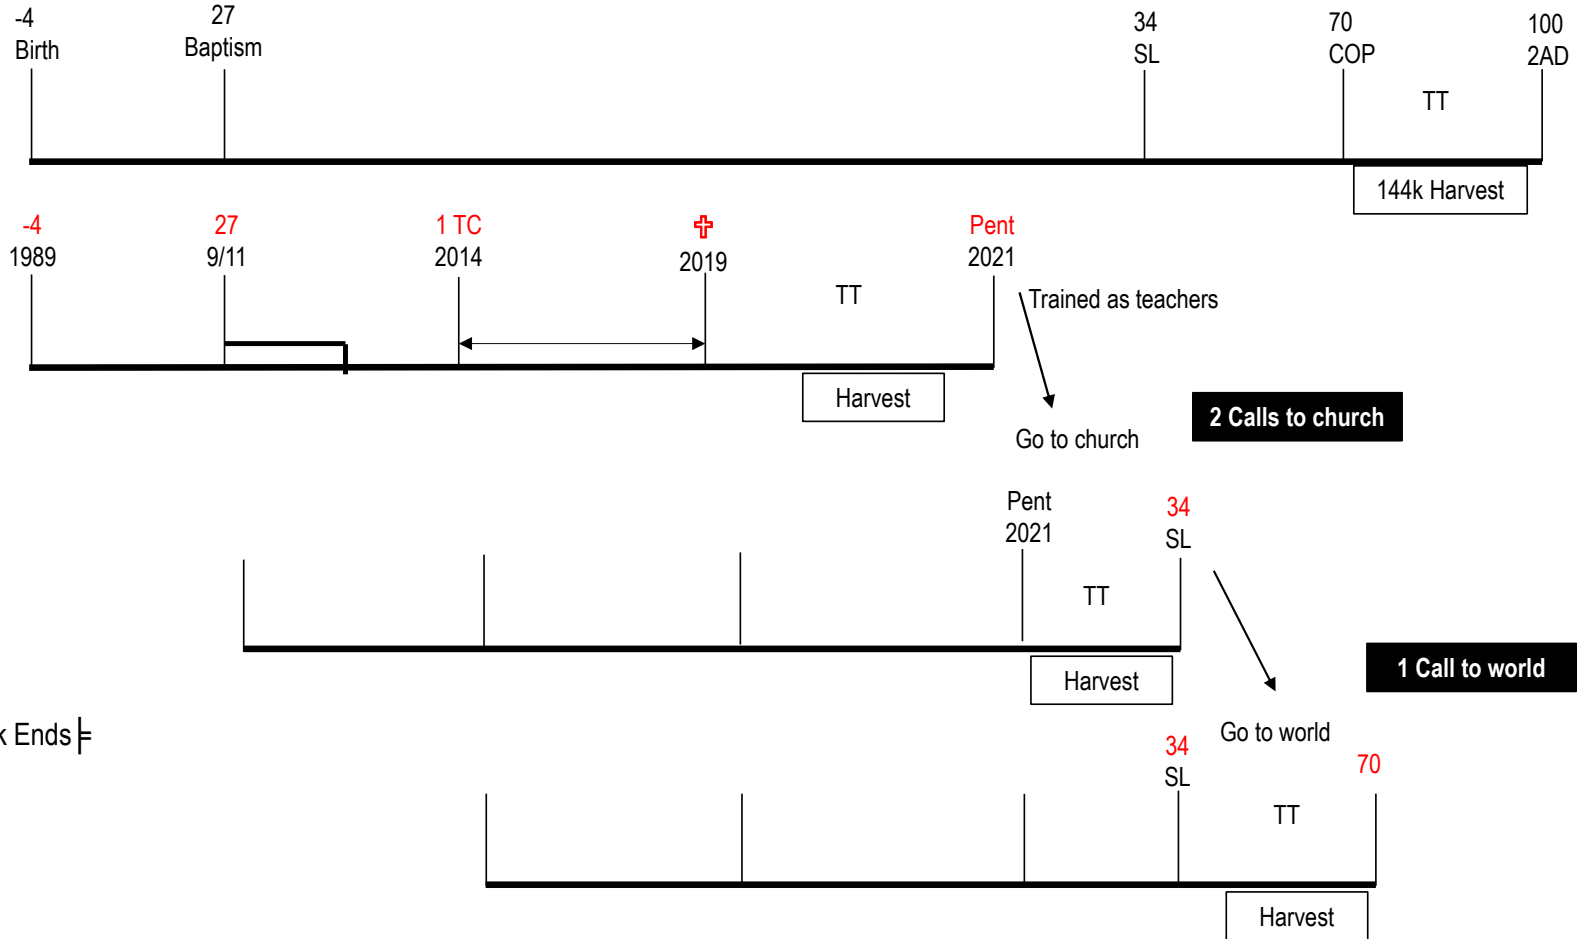 -4
Birth
27
Baptism
34
SL
70
COP
100
2AD
TT
144k Harvest
-4
1989
27
9/11
1 TC
2014
2019
TT
Pent
2021
Trained as teachers
Harvest
2 Calls to church
Go to church
Pent
2021
34
SL
TT
Harvest
1 Call to world
k Ends
Go to world
34
SL
70
TT
Harvest